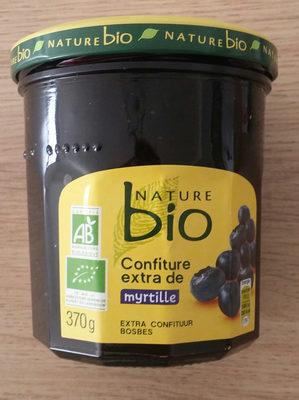 NATURE bio NATURE bio
NATURE
bio
AB
Confiture
extra de
myrtille
370g
EXTRA CONFITUUR
BOSBES